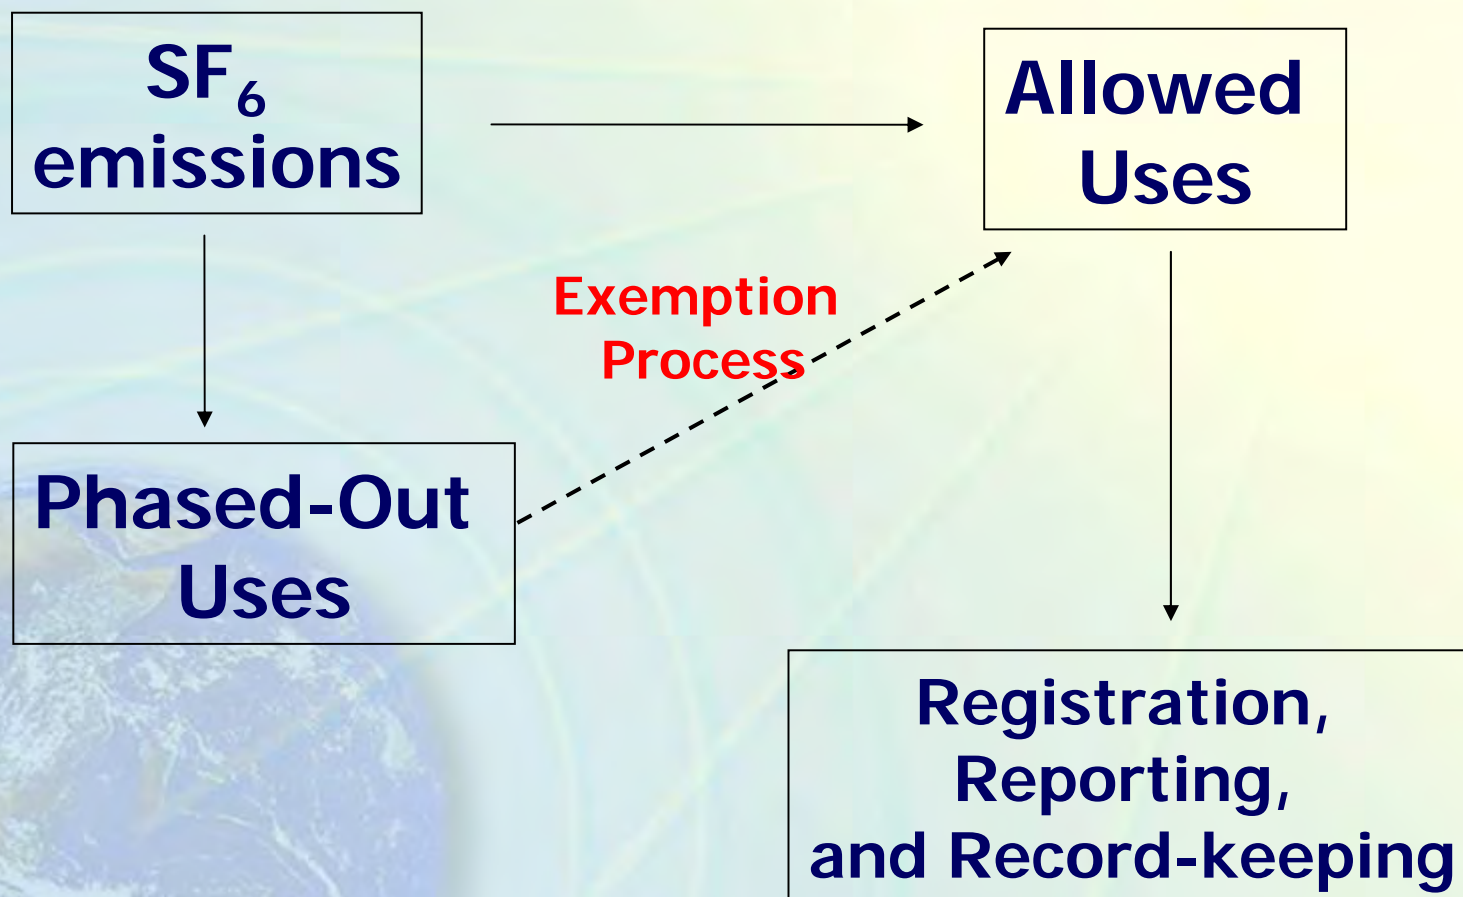 SF₆
emissions
Allowed
Uses
Exemption
Process
Phased-Out
Uses
Registration,
Reporting,
and Record-keeping